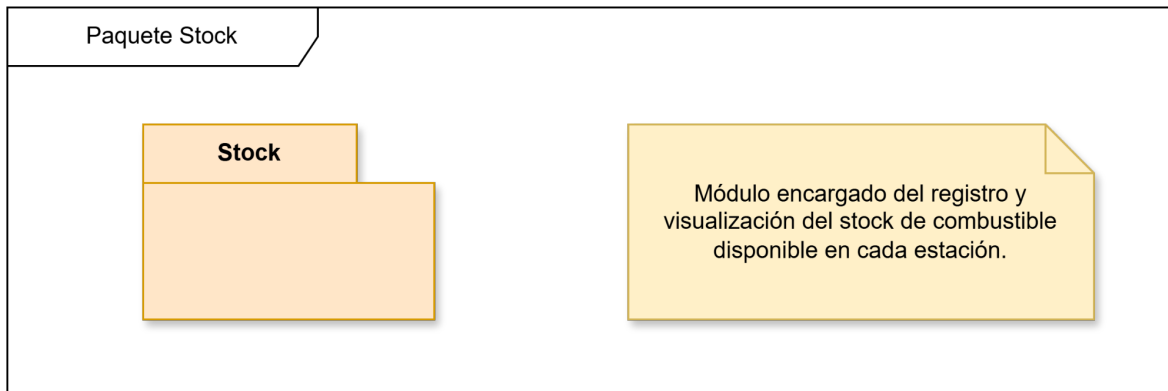 Paquete Stock
Stock
Módulo encargado del registro y
visualización del stock de combustible
disponible en cada estación.